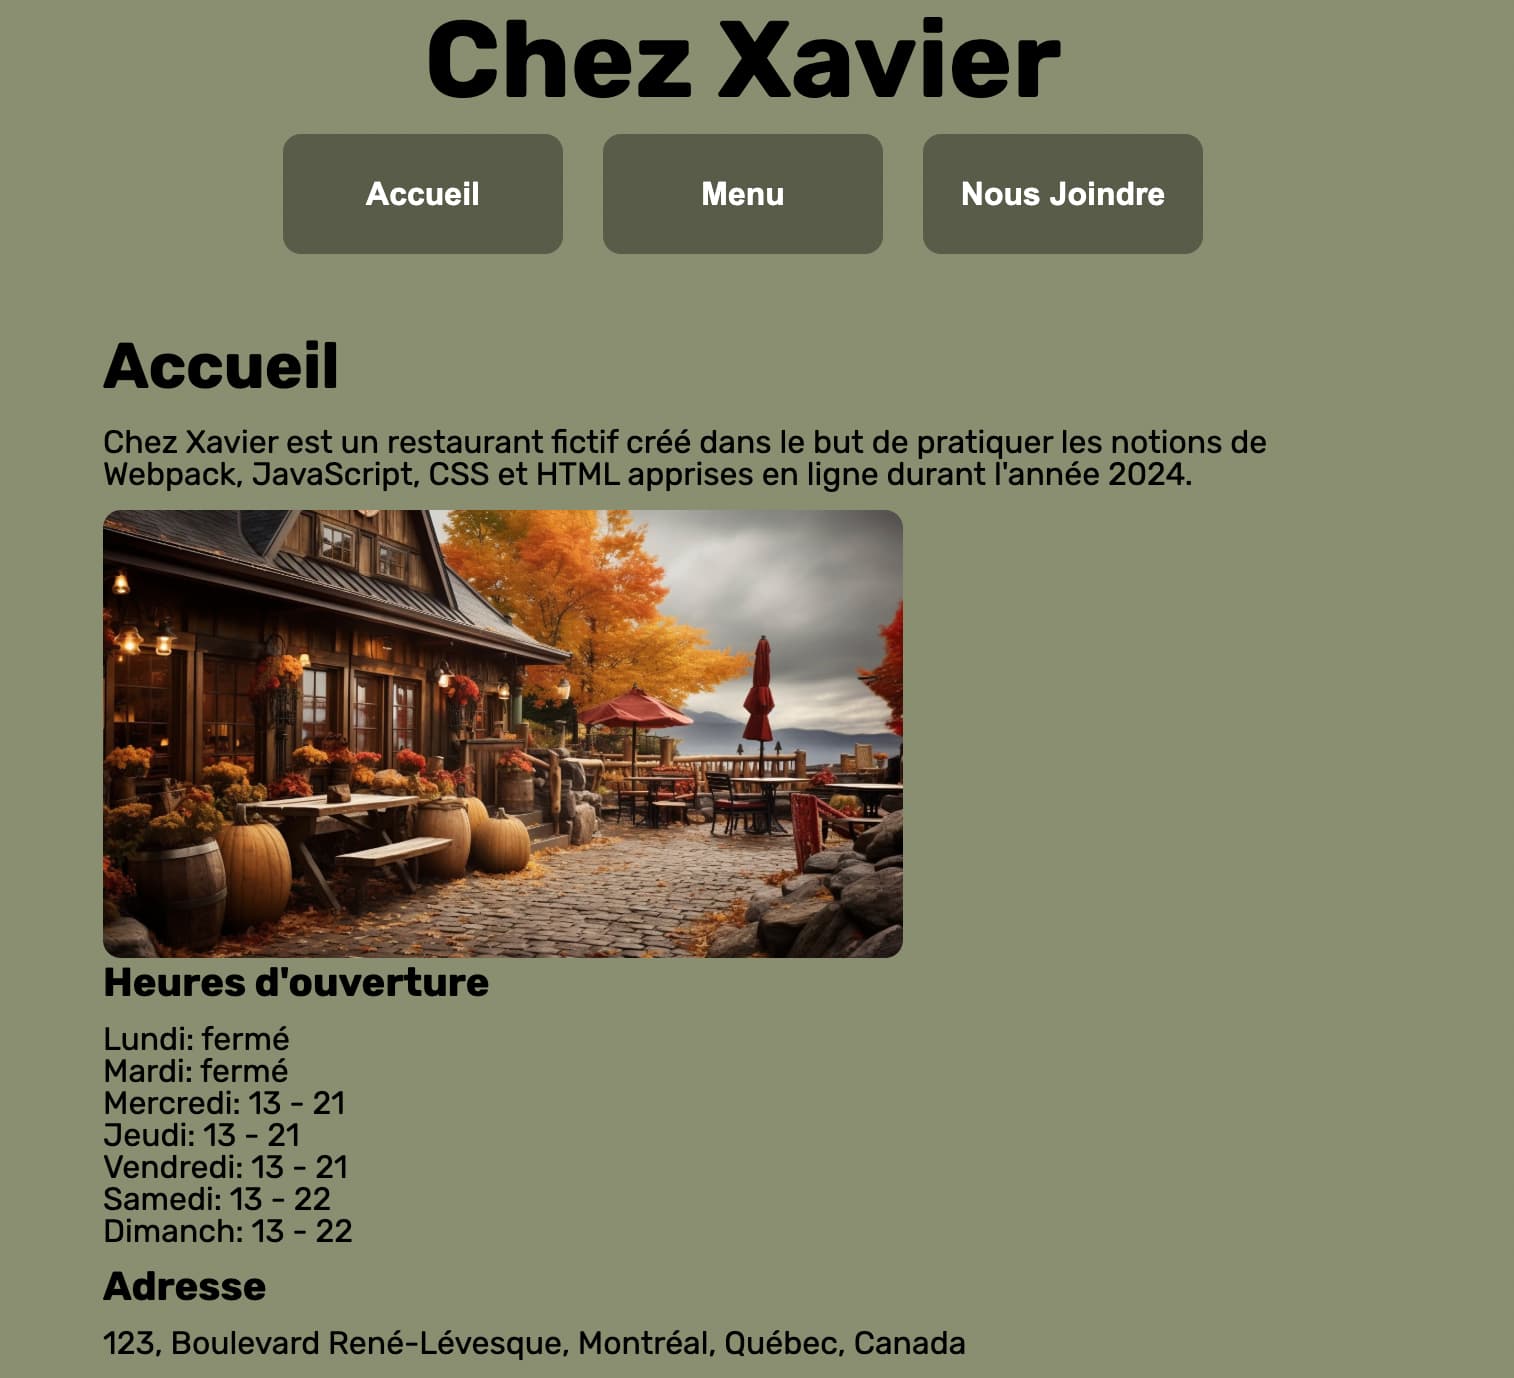 Chez Xavier
Accueil
Menu
Nous Joindre
Accueil
Chez Xavier est un restaurant fictif créé dans le but de pratiquer les notions de
Webpack, JavaScript, CSS et HTML apprises en ligne durant l'année 2024.
Heures d'ouverture
Lundi: fermé
Mardi: fermé
Mercredi: 13 - 21
Jeudi: 13 - 21
Vendredi: 13 - 21
Samedi: 13 - 22
Dimanch: 13 - 22
Adresse
123, Boulevard René-Lévesque, Montréal, Québec, Canada